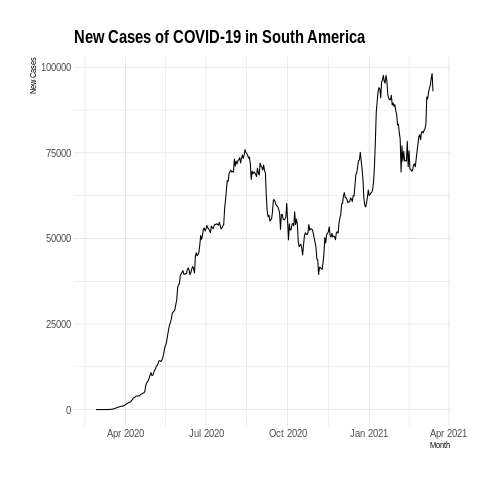 New Cases of COVID-19 in South America
New Cases
100000
75000
50000
25000
0
Apr 2020 Jul 2020 Oct 2020 Jan 2021 Apr 2021
Month